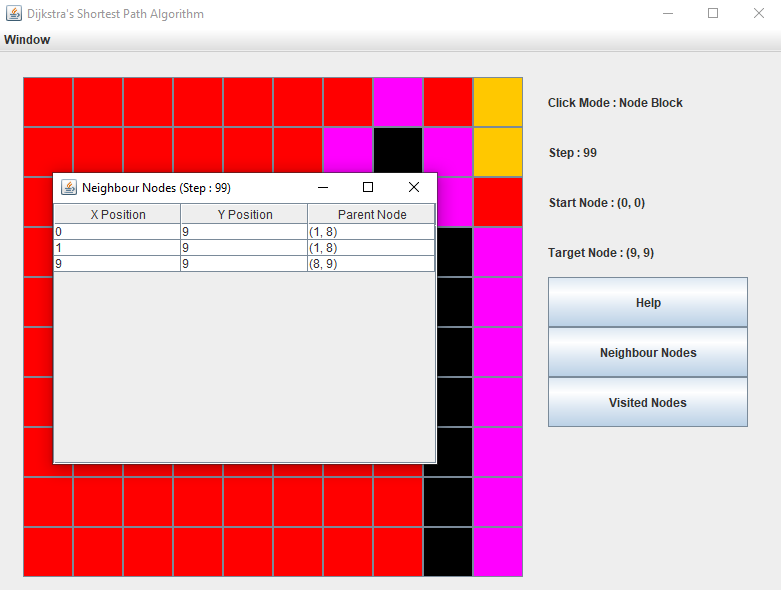 Dijkstra's Shortest Path Algorithm
Window
Click Mode : Node Block
Step : 99
Start Node : (0, 0)
Target Node : (9, 9)
Help
Neighbour Nodes
Visited Nodes
Neighbour Nodes (Step : 99)
X Position Y Position Parent Node
0 9 (1, 8)
1 9 (1, 8)
9 9 (8, 9)